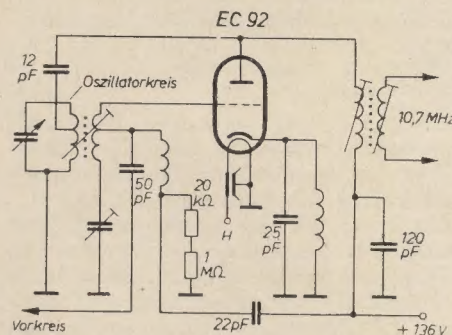 EC 92
12
pF
Oszillatorkreis
10,7 MHz
50
pF
20
kΩ
1
MΩ
H
25
pF
120
pF
22pF
Vorkreis
+ 136V